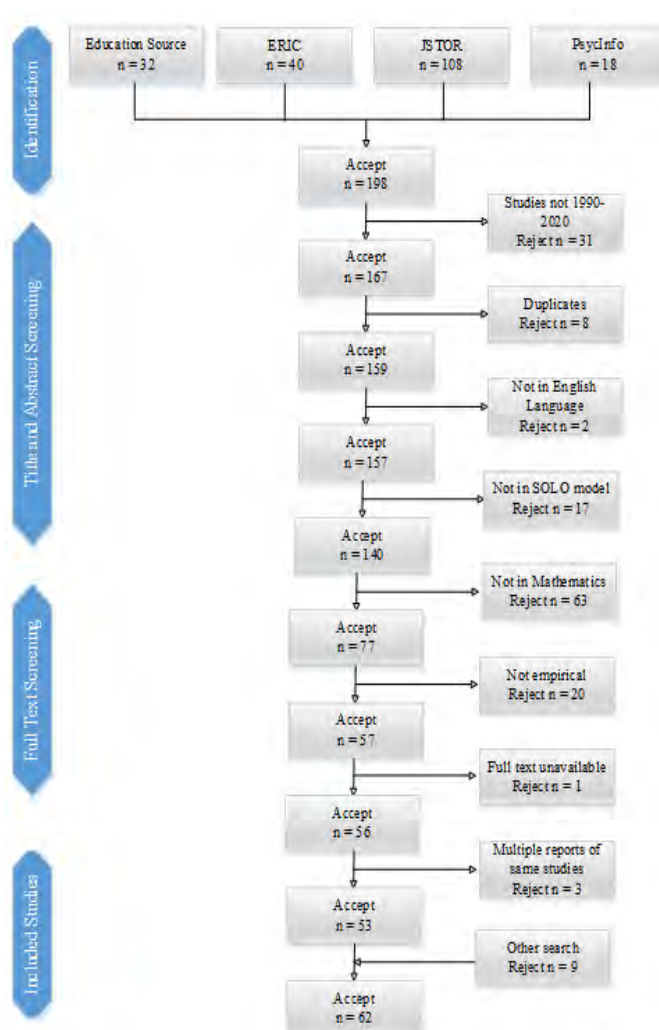 Education Source
n = 32
ERIC
n = 40
JSTOR
n = 108
PsycInfo
n = 18
Identification
Accept
n = 198
Studies not 1990-
2020
Reject n = 31
Title and Abstract Screening
Accept
n = 167
Duplicates
Reject n = 8
Accept
n = 159
Not in English
Language
Reject n = 2
Accept
n = 157
Not in SOLO model
Reject n = 17
Accept
n = 140
Not in Mathematics
Reject n = 63
Full Text Screening
Accept
n = 77
Not empirical
Reject n = 20
Accept
n = 57
Full text unavailable
Reject n = 1
Accept
n = 56
Multiple reports of
same studies
Reject n = 3
Included Studies
Accept
n = 53
Other search
Reject n = 9
Accept
n = 62